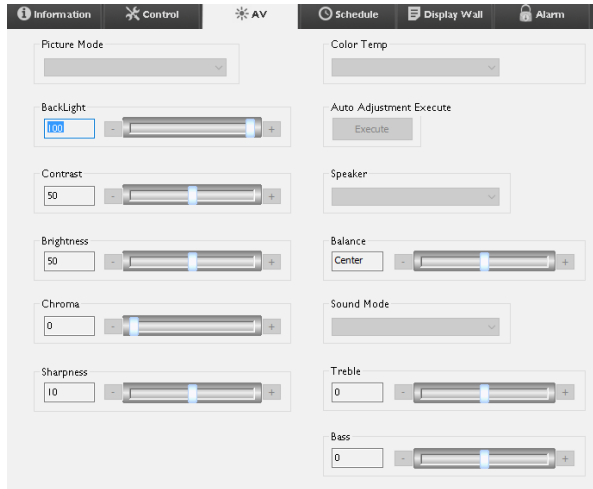 Information Control AV Schedule Display Wall Alarm
Picture Mode
Color Temp
BackLight
100 - +
Auto Adjustment Execute
Execute
Contrast
50 - +
Speaker
Brightness
50 - +
Balance
Center - +
Chroma
0 - +
Sound Mode
Sharpness
10 - +
Treble
0 - +
Bass
0 - +